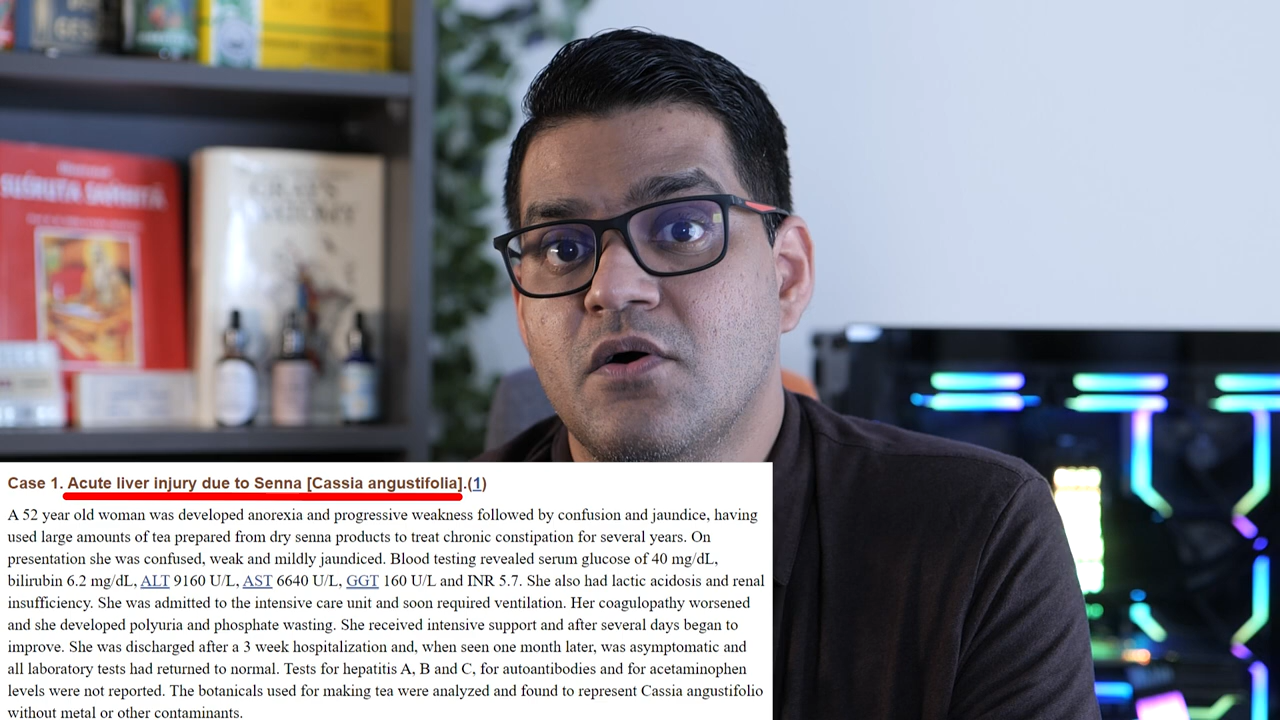 SUŚRUTA SAṀHITĀ
GRAY'S
ANATOMY
Case 1. Acute liver injury due to Senna [Cassia angustifolia].(1)
A 52 year old woman was developed anorexia and progressive weakness followed by confusion and jaundice, having
used large amounts of tea prepared from dry senna products to treat chronic constipation for several years. On
presentation she was confused, weak and mildly jaundiced. Blood testing revealed serum glucose of 40 mg/dL,
bilirubin 6.2 mg/dL, ALT 9160 U/L, AST 6640 U/L, GGT 160 U/L and INR 5.7. She also had lactic acidosis and renal
insufficiency. She was admitted to the intensive care unit and soon required ventilation. Her coagulopathy worsened
and she developed polyuria and phosphate wasting. She received intensive support and after several days began to
improve. She was discharged after a 3 week hospitalization and, when seen one month later, was asymptomatic and
all laboratory tests had returned to normal. Tests for hepatitis A, B and C, for autoantibodies and for acetaminophen
levels were not reported. The botanicals used for making tea were analyzed and found to represent Cassia angustifolio
without metal or other contaminants.